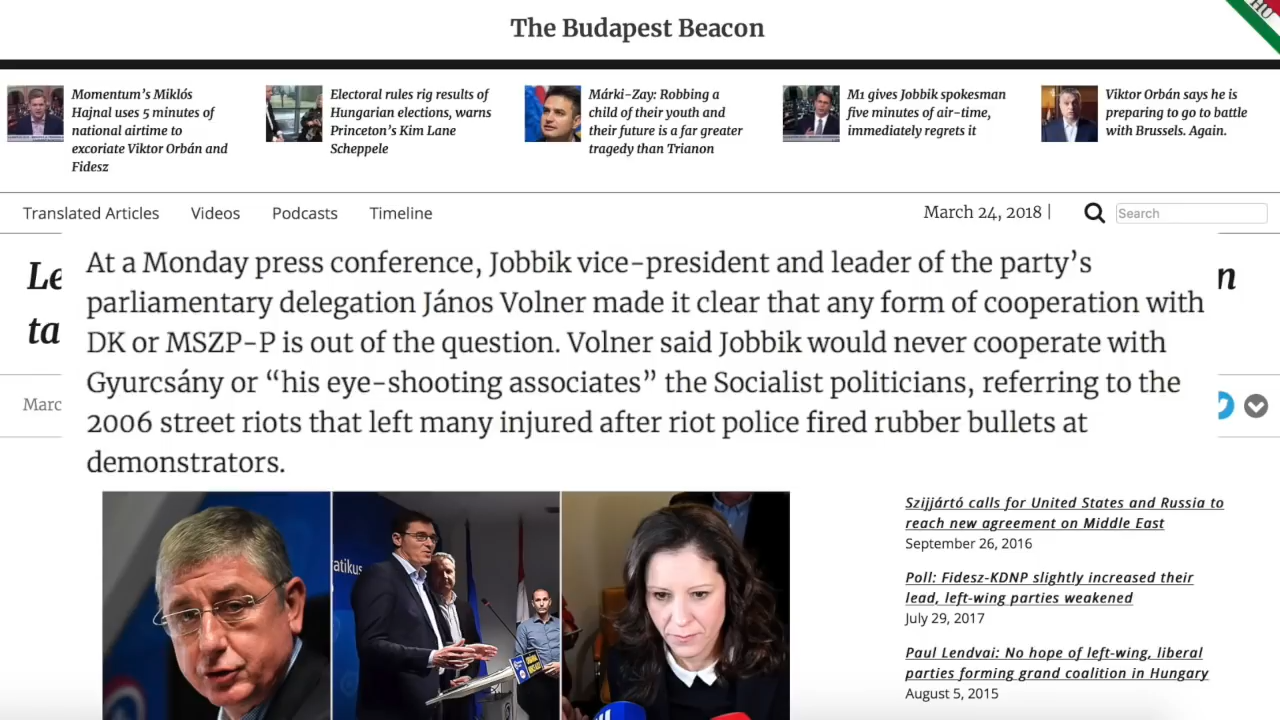 HU
The Budapest Beacon
Momentum's Miklós
Hajnal uses 5 minutes of
national airtime to
excoriate Viktor Orbán and
Fidesz
Electoral rules rig results of
Hungarian elections, warns
Princeton's Kim Lane
Scheppele
Márki-Zay: Robbing a
child of their youth and
their future is a far greater
tragedy than Trianon
M1 gives Jobbik spokesman
five minutes of air-time,
immediately regrets it
Viktor Orbán says he is
preparing to go to battle
with Brussels. Again.
Translated Articles Videos Podcasts Timeline
March 24, 2018 |
Search
Le
n
ta
Marc
At a Monday press conference, Jobbik vice-president and leader of the party's
parliamentary delegation János Volner made it clear that any form of cooperation with
DK or MSZP-P is out of the question. Volner said Jobbik would never cooperate with
Gyurcsány or “his eye-shooting associates” the Socialist politicians, referring to the
2006 street riots that left many injured after riot police fired rubber bullets at
demonstrators.
atikus
Szijjártó calls for United States and Russia to
reach new agreement on Middle East
September 26, 2016
Poll: Fidesz-KDNP slightly increased their
lead, left-wing parties weakened
July 29, 2017
Paul Lendvai: No hope of left-wing, liberal
parties forming grand coalition in Hungary
August 5, 2015